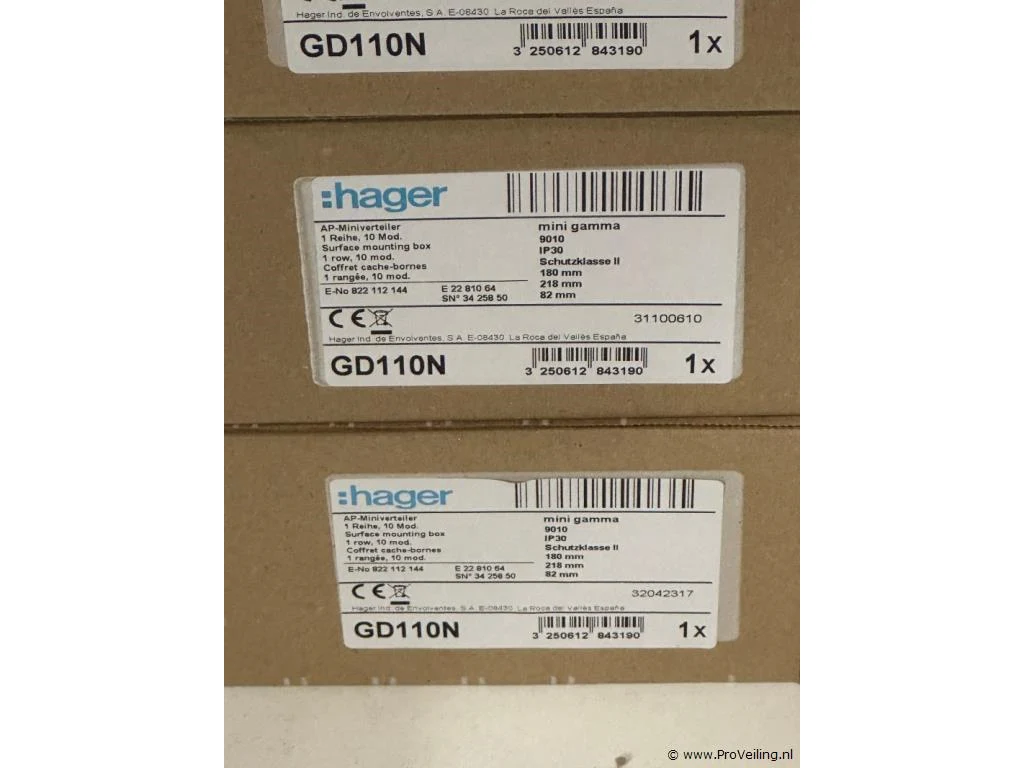 Hager Ind. de Envolventes, S.A. E-08430 La Roca del Vallès España
GD110N
3 250612 843190
1x
:hager
AP-Miniverteiler
1 Reihe, 10 Mod.
Surface mounting box
1 row, 10 mod.
Coffret cache-bornes
1 rangée, 10 mod.
mini gamma
9010
IP30
Schutzklasse II
180 mm
218 mm
82 mm
E-No 822 112 144
E 22 810 64
SN° 34 258 50
CE
31100610
Hager Ind. de Envolventes, S.A. E-08430 La Roca del Vallès España
GD110N
3 250612 843190
1x
:hager
AP-Miniverteiler
1 Reihe, 10 Mod.
Surface mounting box
1 row, 10 mod.
Coffret cache-bornes
1 rangée, 10 mod.
mini gamma
9010
IP30
Schutzklasse II
180 mm
218 mm
82 mm
E-No 822 112 144
E 22 810 64
SN° 34 258 50
CE
32042317
Hager Ind. de Envolventes, S.A. E-08430 La Roca del Vallès España
GD110N
3 250612 843190
1x
© www.ProVeiling.nl